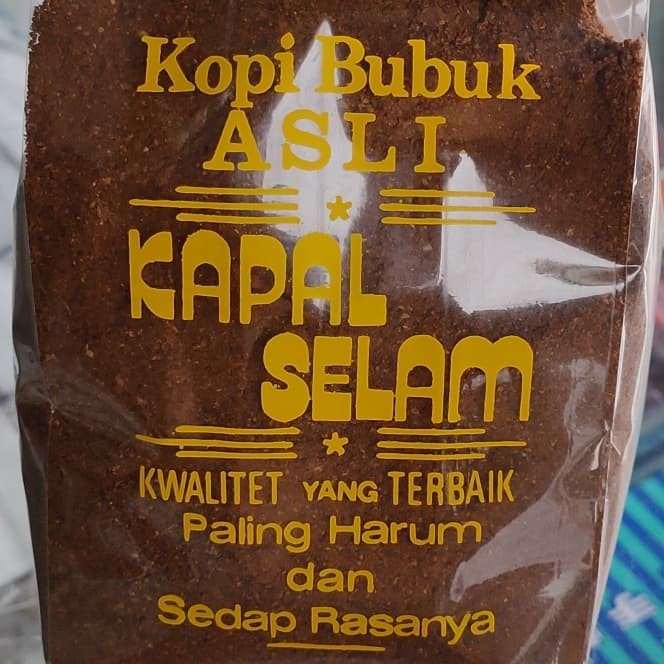 Kopi Bubuk
ASLI
KAPAL
SELAM
KWALITET YANG TERBAIK
Paling Harum
dan
Sedap Rasanya